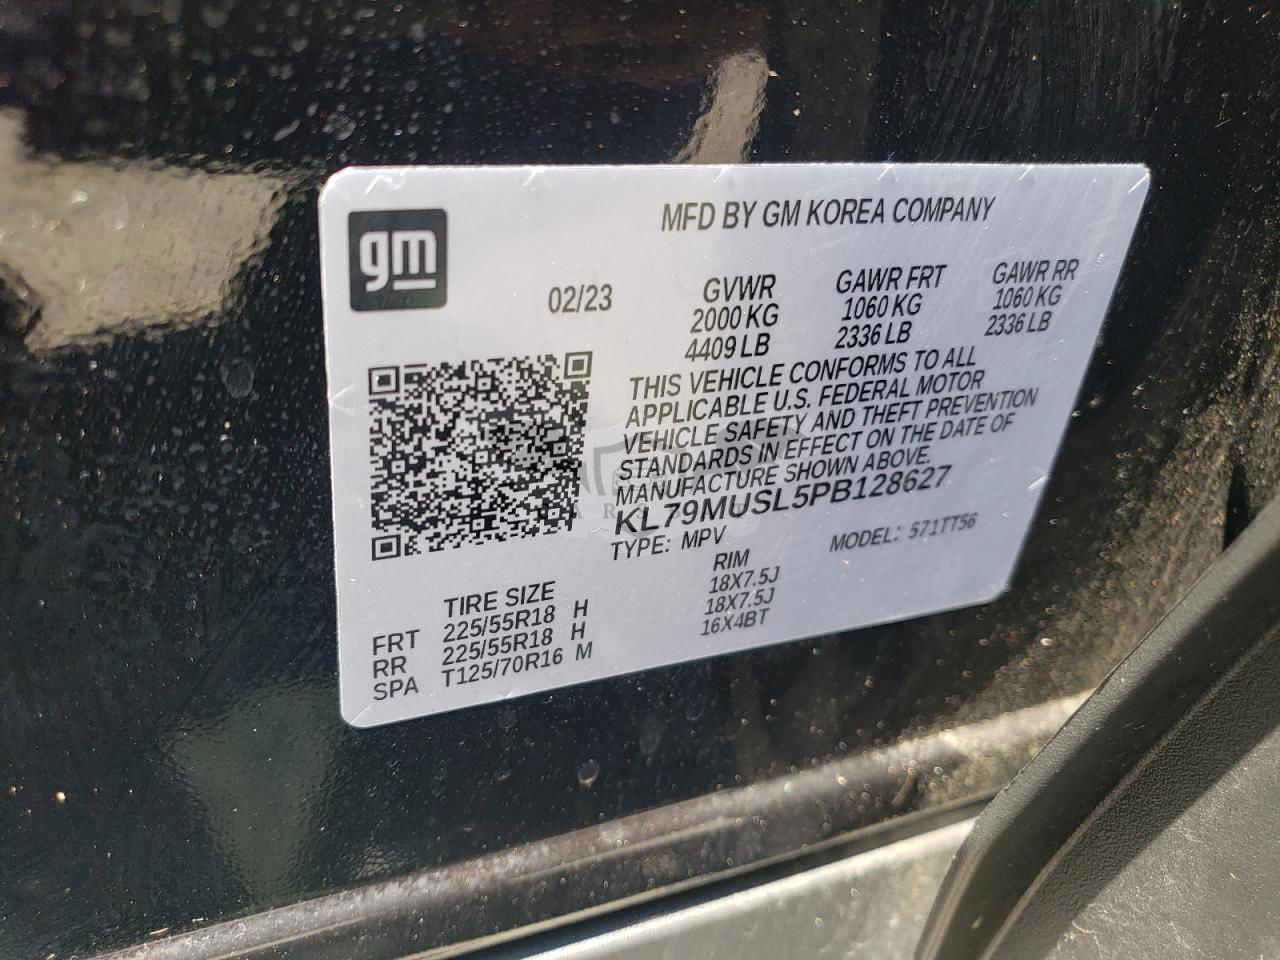 gm
MFD BY GM KOREA COMPANY
02/23
GVWR GAWR FRT GAWR RR
2000 KG 1060 KG 1060 KG
4409 LB 2336 LB 2336 LB
THIS VEHICLE CONFORMS TO ALL
APPLICABLE U.S. FEDERAL MOTOR
VEHICLE SAFETY AND THEFT PREVENTION
STANDARDS IN EFFECT ON THE DATE OF
MANUFACTURE SHOWN ABOVE.
KL79MUSL5PB128627
TYPE: MPV MODEL: 571TT56
TIRE SIZE RIM
FRT 225/55R18 H 18X7.5J
RR 225/55R18 H 18X7.5J
SPA T125/70R16 M 16X4BT